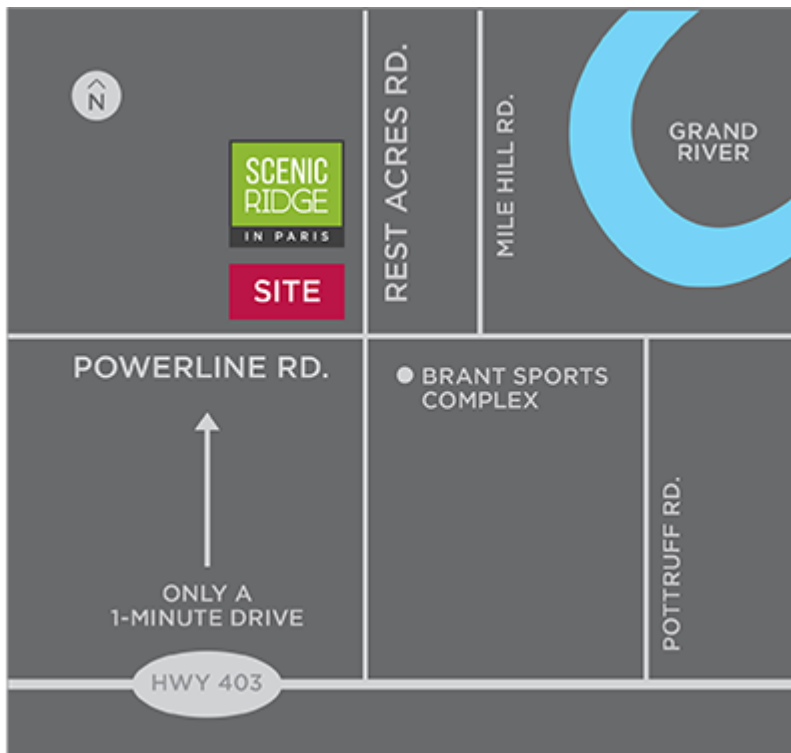 N
SCENIC
RIDGE
IN PARIS
SITE
REST ACRES RD.
MILE HILL RD.
GRAND
RIVER
POWERLINE RD.
BRANT SPORTS
COMPLEX
POTTRUFF RD.
ONLY A
1-MINUTE DRIVE
HWY 403